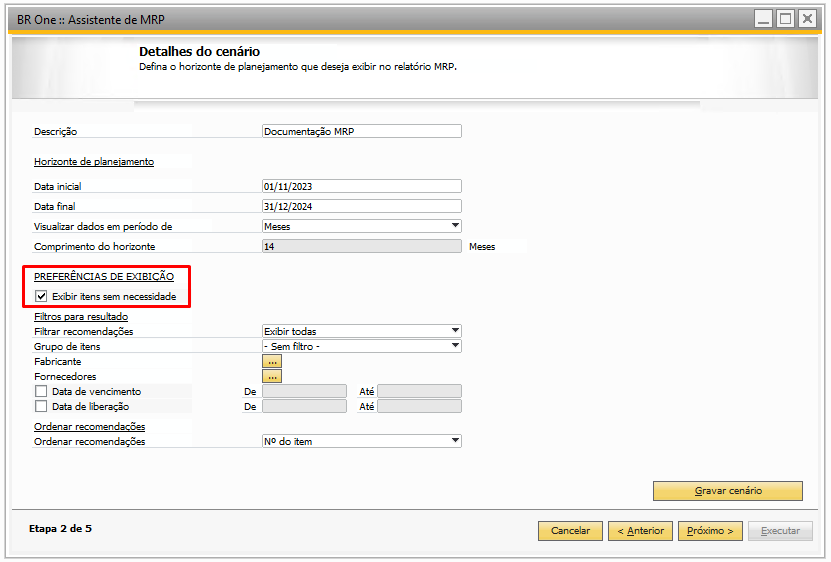 BR One :: Assistente de MRP
Detalhes do cenário
Defina o horizonte de planejamento que deseja exibir no relatório MRP.
Descrição Documentação MRP
Horizonte de planejamento
Data inicial 01/11/2023
Data final 31/12/2024
Visualizar dados em período de Meses
Comprimento do horizonte 14 Meses
PREFERÊNCIAS DE EXIBIÇÃO
Exibir itens sem necessidade
Filtros para resultado
Filtrar recomendações Exibir todas
Grupo de itens - Sem filtro -
Fabricante ...
Fornecedores ...
Data de vencimento De Até
Data de liberação De Até
Ordenar recomendações
Ordenar recomendações Nº do item
Gravar cenário
Etapa 2 de 5 Cancelar < Anterior Próximo > Executar